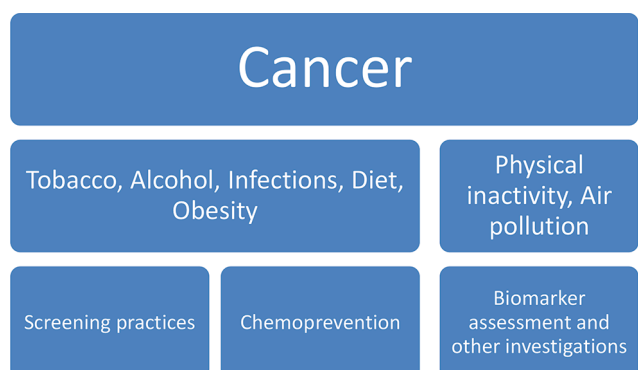 Cancer
Tobacco, Alcohol, Infections, Diet,
Obesity
Physical
inactivity, Air
pollution
Screening practices
Chemoprevention
Biomarker
assessment and
other investigations